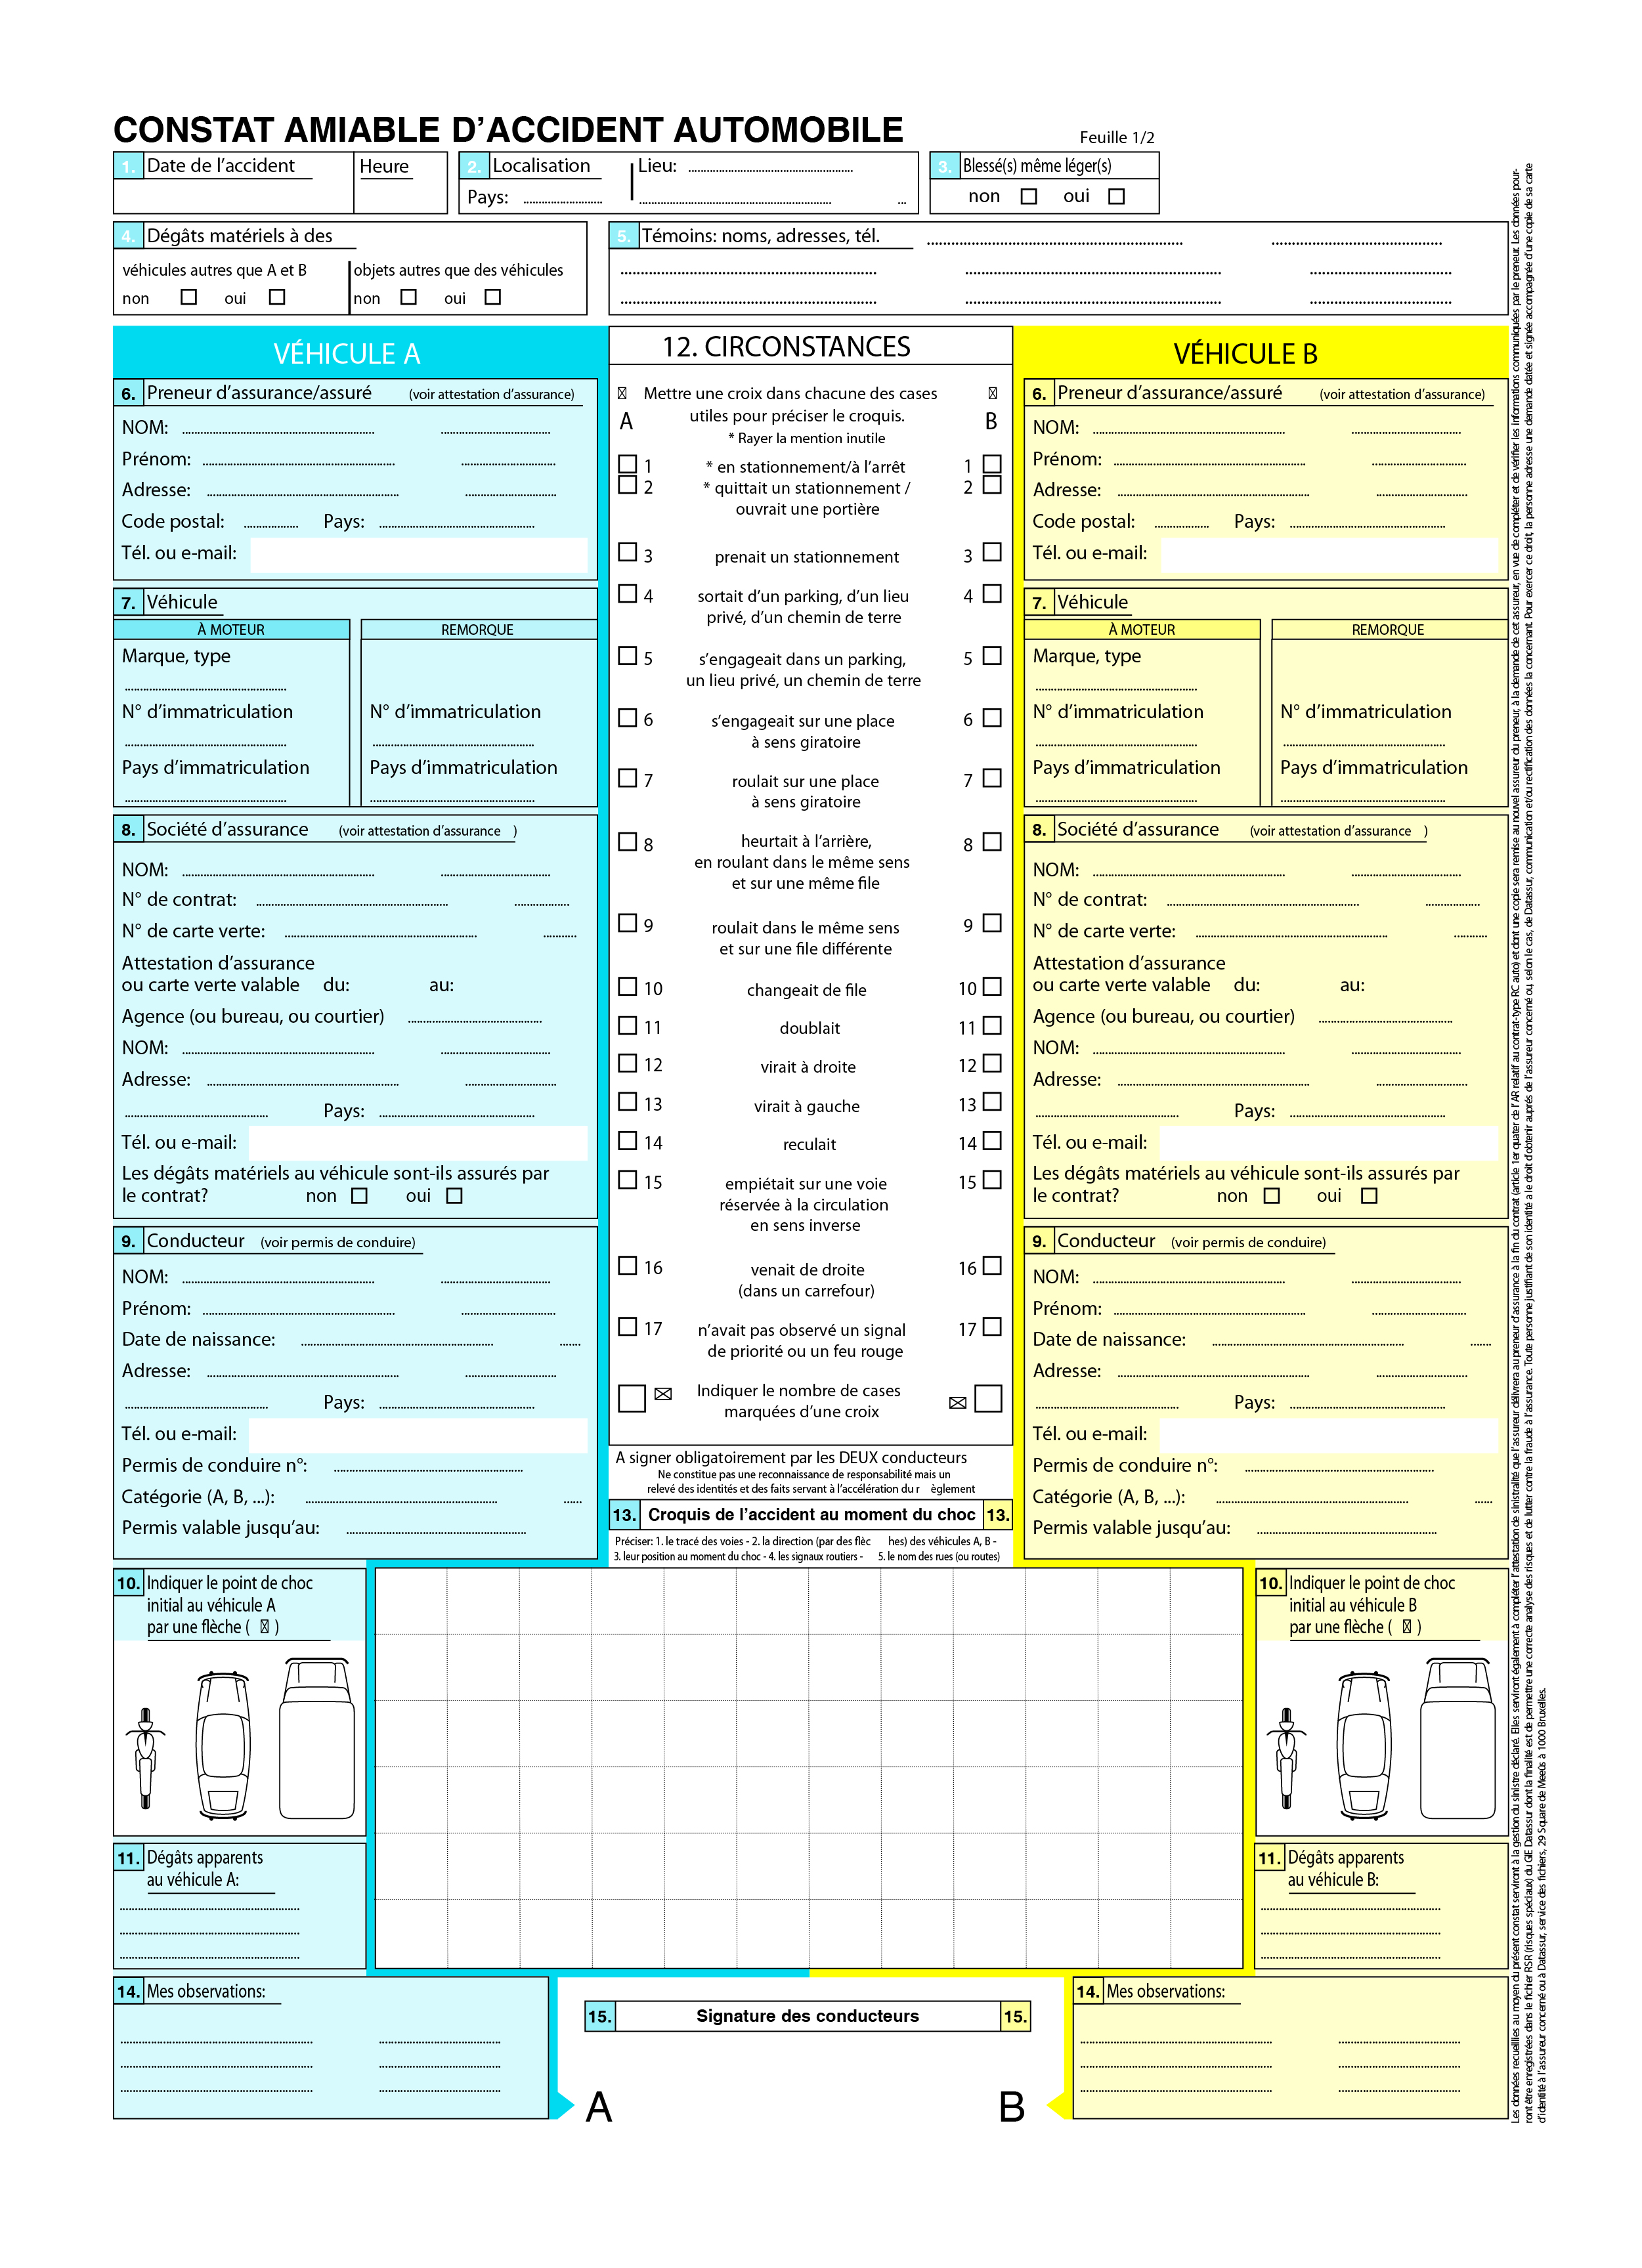 CONSTAT AMIABLE D’ACCIDENT AUTOMOBILE
Feuille 1/2
1. Date de l’accident
Heure
2. Localisation
Lieu: ........
Pays: ........
3. Blessé(s) même léger(s)
non oui
4. Dégâts matériels à des
véhicules autres que A et B
non oui
objets autres que des véhicules
non oui
5. Témoins: noms, adresses, tél.
VÉHICULE A
6. Preneur d’assurance/assuré (voir attestation d’assurance)
NOM:
Prénom:
Adresse:
Code postal: Pays:
Tél. ou e-mail:
7. Véhicule
À MOTEUR
Marque, type
N° d’immatriculation
Pays d’immatriculation
REMORQUE
N° d’immatriculation
Pays d’immatriculation
8. Société d’assurance (voir attestation d’assurance )
NOM:
N° de contrat:
N° de carte verte:
Attestation d’assurance
ou carte verte valable du: au:
Agence (ou bureau, ou courtier)
NOM:
Adresse:
Pays:
Tél. ou e-mail:
Les dégâts matériels au véhicule sont-ils assurés par
le contrat? non oui
9. Conducteur (voir permis de conduire)
NOM:
Prénom:
Date de naissance:
Adresse:
Pays:
Tél. ou e-mail:
Permis de conduire n°:
Catégorie (A, B, ...):
Permis valable jusqu’au:
10. Indiquer le point de choc
initial au véhicule A
par une flèche ( )
11. Dégâts apparents
au véhicule A:
14. Mes observations:
12. CIRCONSTANCES
Mettre une croix dans chacune des cases
A utiles pour préciser le croquis. B
* Rayer la mention inutile
1 * en stationnement/à l’arrêt 1
2 * quittait un stationnement / 2
ouvrait une portière
3 prenait un stationnement 3
4 sortait d’un parking, d’un lieu 4
privé, d’un chemin de terre
5 s’engageait dans un parking, 5
un lieu privé, un chemin de terre
6 s’engageait sur une place 6
à sens giratoire
7 roulait sur une place 7
à sens giratoire
8 heurtait à l’arrière, 8
en roulant dans le même sens
et sur une même file
9 roulait dans le même sens 9
et sur une file différente
10 changeait de file 10
11 doublait 11
12 virait à droite 12
13 virait à gauche 13
14 reculait 14
15 empiétait sur une voie 15
réservée à la circulation
en sens inverse
16 venait de droite 16
(dans un carrefour)
17 n’avait pas observé un signal 17
de priorité ou un feu rouge
Indiquer le nombre de cases
marquées d’une croix
A signer obligatoirement par les DEUX conducteurs
Ne constitue pas une reconnaissance de responsabilité mais un
relevé des identités et des faits servant à l’accélération du r èglement
13. Croquis de l’accident au moment du choc 13.
Préciser: 1. le tracé des voies - 2. la direction (par des flèc hes) des véhicules A, B -
3. leur position au moment du choc - 4. les signaux routiers - 5. le nom des rues (ou routes)
15. Signature des conducteurs 15.
A B
VÉHICULE B
6. Preneur d’assurance/assuré (voir attestation d’assurance)
NOM:
Prénom:
Adresse:
Code postal: Pays:
Tél. ou e-mail:
7. Véhicule
À MOTEUR
Marque, type
N° d’immatriculation
Pays d’immatriculation
REMORQUE
N° d’immatriculation
Pays d’immatriculation
8. Société d’assurance (voir attestation d’assurance )
NOM:
N° de contrat:
N° de carte verte:
Attestation d’assurance
ou carte verte valable du: au:
Agence (ou bureau, ou courtier)
NOM:
Adresse:
Pays:
Tél. ou e-mail:
Les dégâts matériels au véhicule sont-ils assurés par
le contrat? non oui
9. Conducteur (voir permis de conduire)
NOM:
Prénom:
Date de naissance:
Adresse:
Pays:
Tél. ou e-mail:
Permis de conduire n°:
Catégorie (A, B, ...):
Permis valable jusqu’au:
10. Indiquer le point de choc
initial au véhicule B
par une flèche ( )
11. Dégâts apparents
au véhicule B:
14. Mes observations:
Les données recueillies au moyen du présent constat serviront à la gestion du sinistre déclaré. Elles serviront également à compléter l’attestation de sinistralité que l’assureur délivrera au preneur d’assurance à la fin du contrat (article 1er quater de l’AR relatif au contrat-type RC auto) et dont une copie sera remise au nouvel assureur du preneur, à la demande de cet assureur, en vue de compléter et de vérifier les informations communiquées par le preneur. Les données pour-
ront être enregistrées dans le fichier RSR (risques spéciaux) du GIE Datassur dont la finalité est de permettre une correcte analyse des risques et de lutter contre la fraude à l’assurance. Toute personne justifiant de son identité a le droit d’obtenir auprès de l’assureur concerné ou, selon le cas, de Datassur, communication et/ou rectification des données la concernant. Pour exercer ce droit, la personne adresse une demande datée et signée accompagnée d’une copie de sa carte
d’identité à l’assureur concerné ou à Datassur, service des fichiers, 29 Square de Meeûs à 1000 Bruxelles.